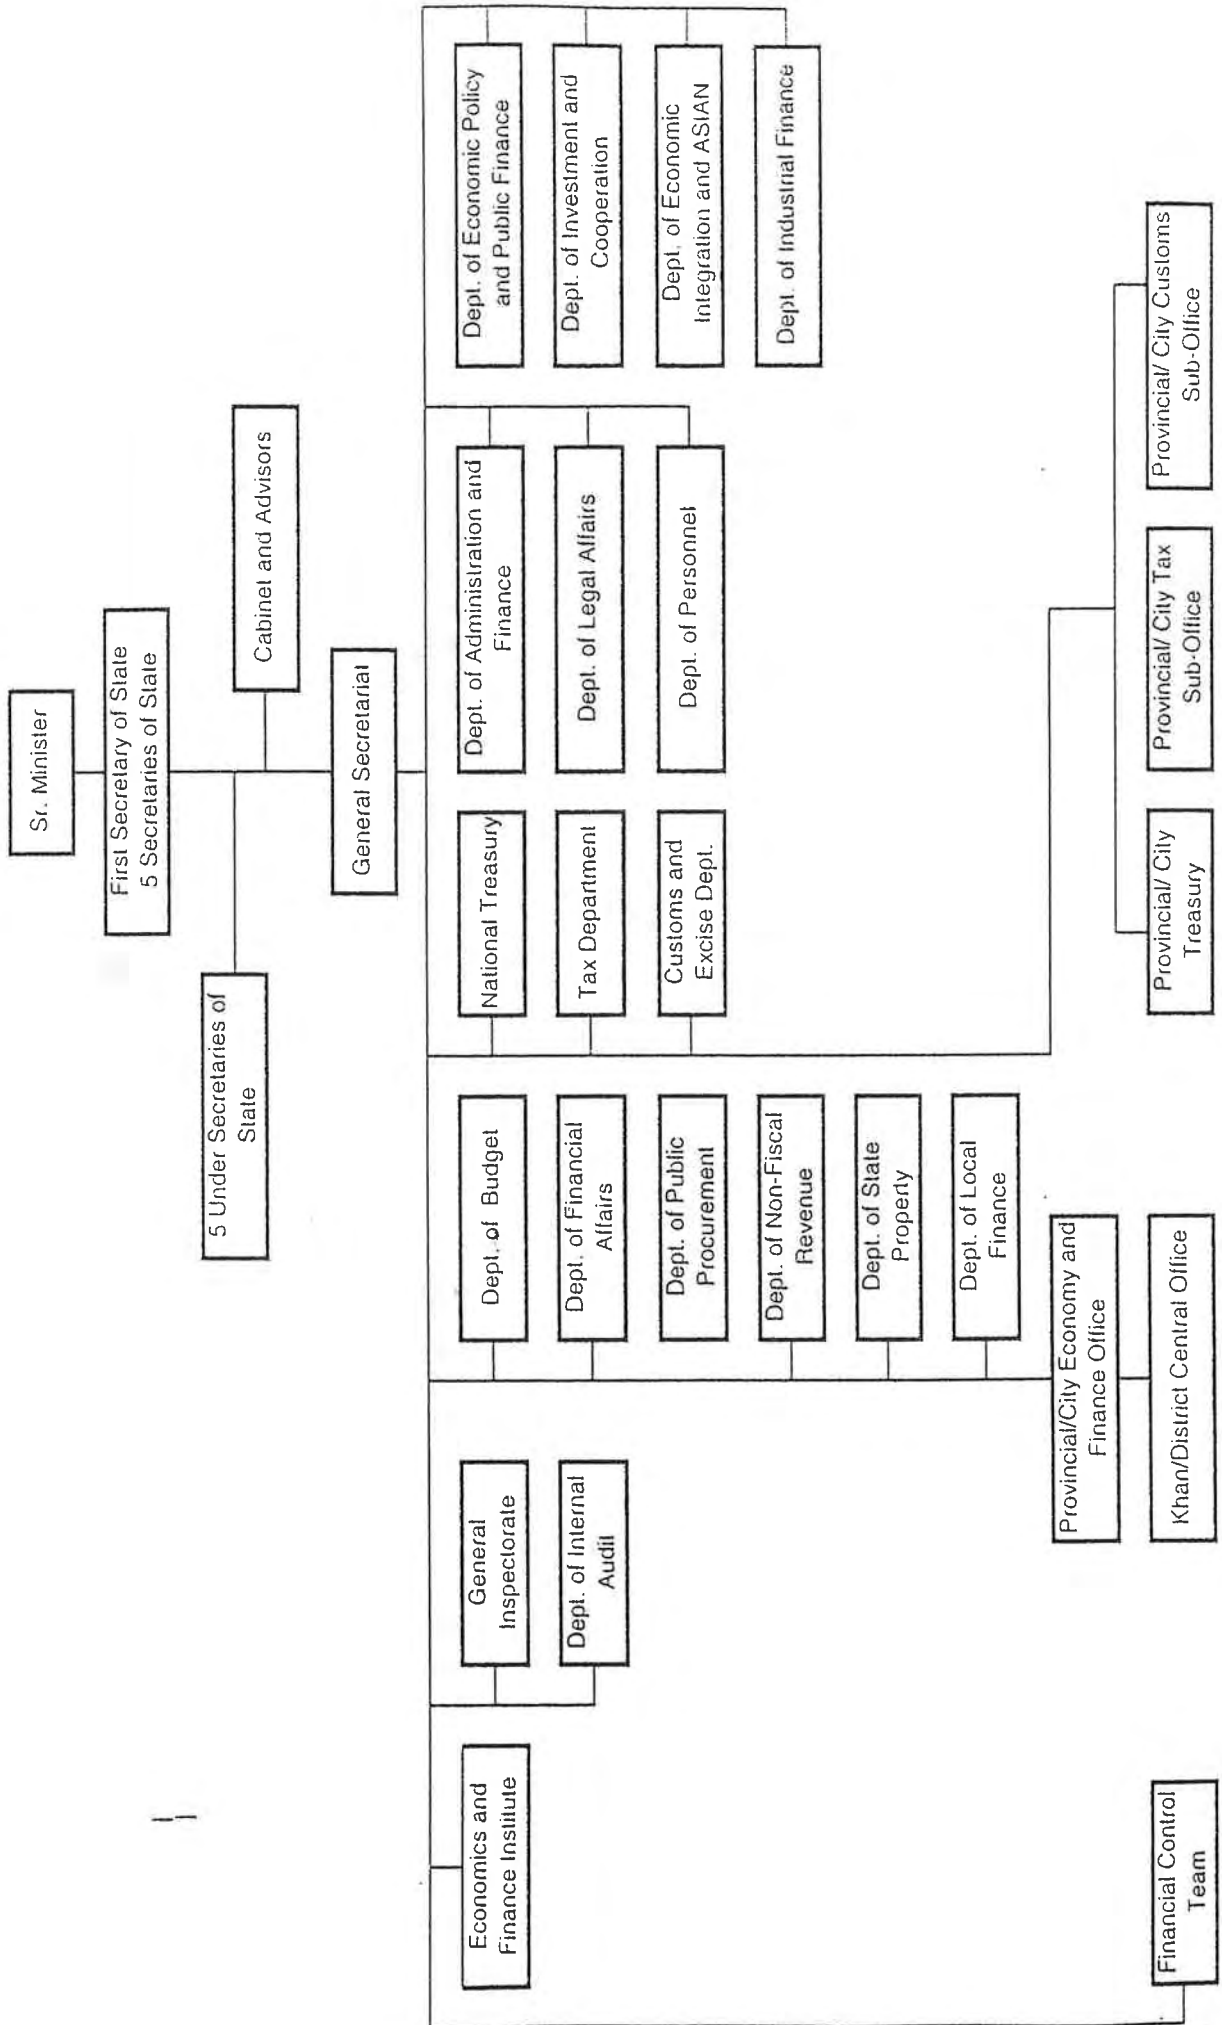 Sr. Minister
First Secretary of State
5 Secretaries of State
5 Under Secretaries of
State
Cabinet and Advisors
General Secretariat
Economics and
Finance Institute
General
Inspectorate
Dept. of Internal
Audit
Dept. of Budget
Dept. of Financial
Affairs
Dept. of Public
Procurement
Dept. of Non-Fiscal
Revenue
Dept. of State
Property
Dept. of Local
Finance
National Treasury
Tax Department
Customs and
Excise Dept.
Dept. of Administration and
Finance
Dept. of Legal Affairs
Dept. of Personnel
Dept. of Economic Policy
and Public Finance
Dept. of Investment and
Cooperation
Dept. of Economic
Integration and ASIAN
Dept. of Industrial Finance
Financial Control
Team
Provincial/City Economy and
Finance Office
Khan/District Central Office
Provincial/ City
Treasury
Provincial/ City Tax
Sub-Office
Provincial/ City Customs
Sub-Office